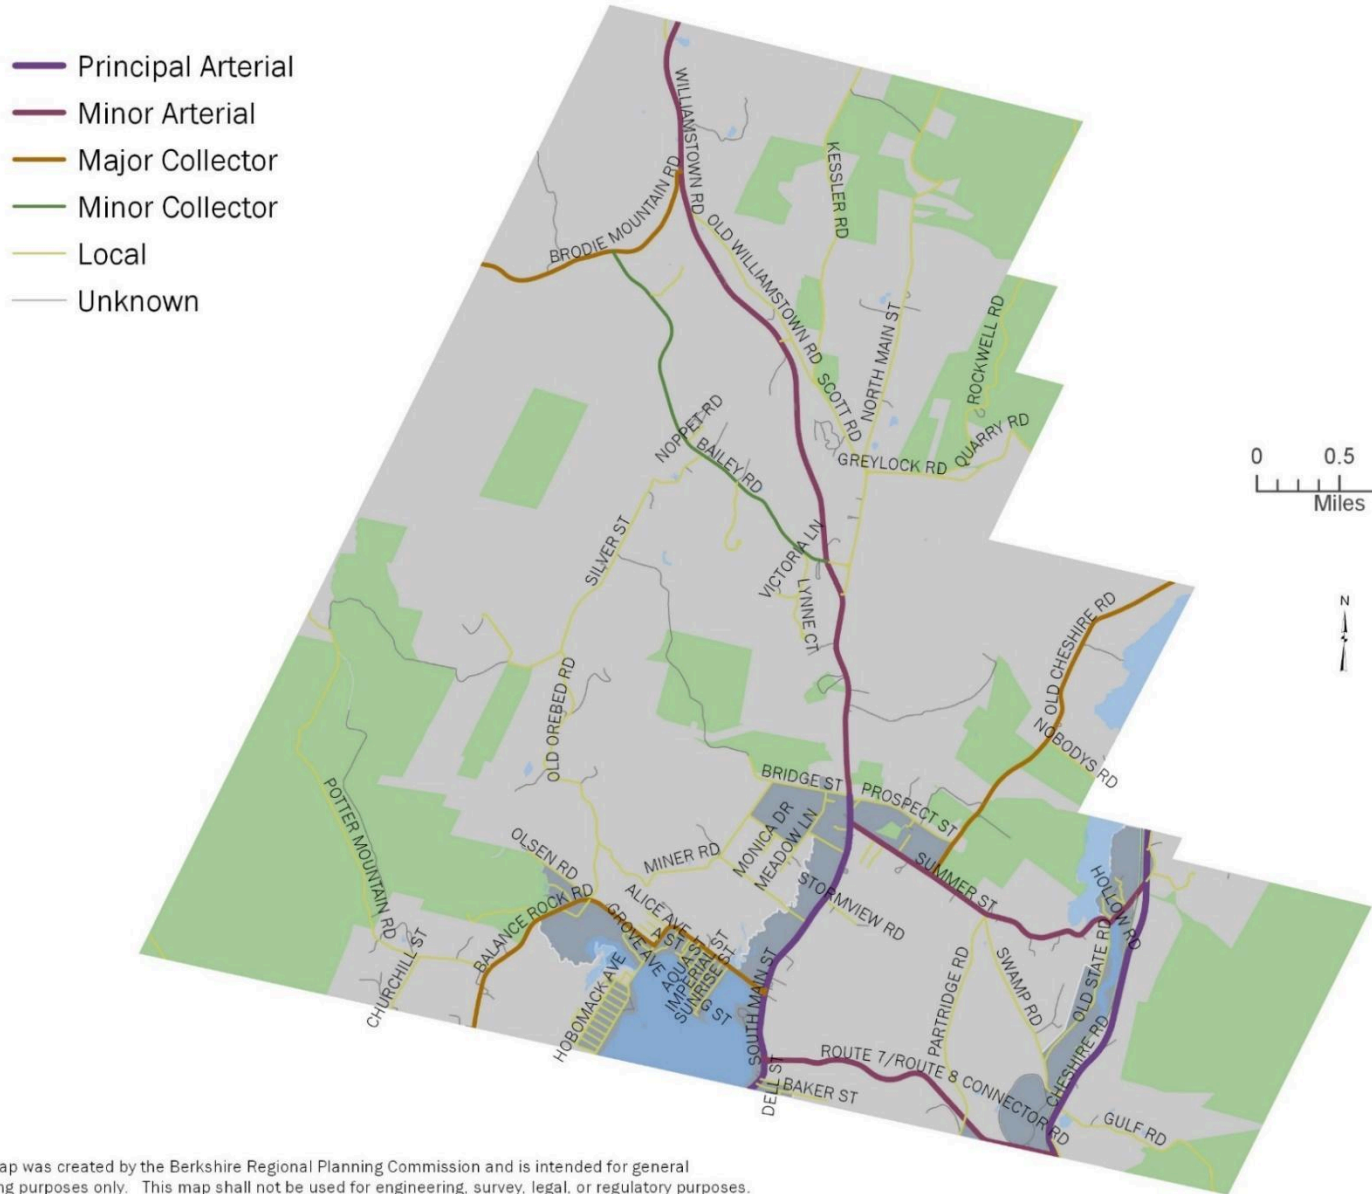 Principal Arterial
Minor Arterial
Major Collector
Minor Collector
Local
Unknown
WILLIAMSTOWN RD
KESSLER RD
BRODIE MOUNTAIN RD
OLD WILLIAMSTOWN RD
NORTH MAIN ST
ROCKWELL RD
SCOTT RD
NOPPET RD
BAILEY RD
GREYLOCK RD
QUARRY RD
0 0.5
Miles
SILVER ST
VICTORIA LN
LYNNE CT
N
OLD CHESHIRE RD
OLD OREBED RD
NOBODYS RD
BRIDGE ST
PROSPECT ST
POTTER MOUNTAIN RD
MONICA DR
MEADOW LN
OLSEN RD
MINER RD
SUMMER ST
STORMVIEW RD
HOLLOW RD
BALANCE ROCK RD
ALICE AVE
GROVE AVE
A ST
AQUA ST
IMPERIAL ST
SUNRISE ST
G ST
CHURCHILL ST
HOBOMACK AVE
SOUTH MAIN ST
PARTRIDGE RD
SWAMP RD
OLD STATE RD
CHESHIRE RD
ROUTE 7/ROUTE 8 CONNECTOR RD
DELL ST
BAKER ST
GULF RD
ap was created by the Berkshire Regional Planning Commission and is intended for general
ng purposes only. This map shall not be used for engineering, survey, legal, or regulatory purposes.